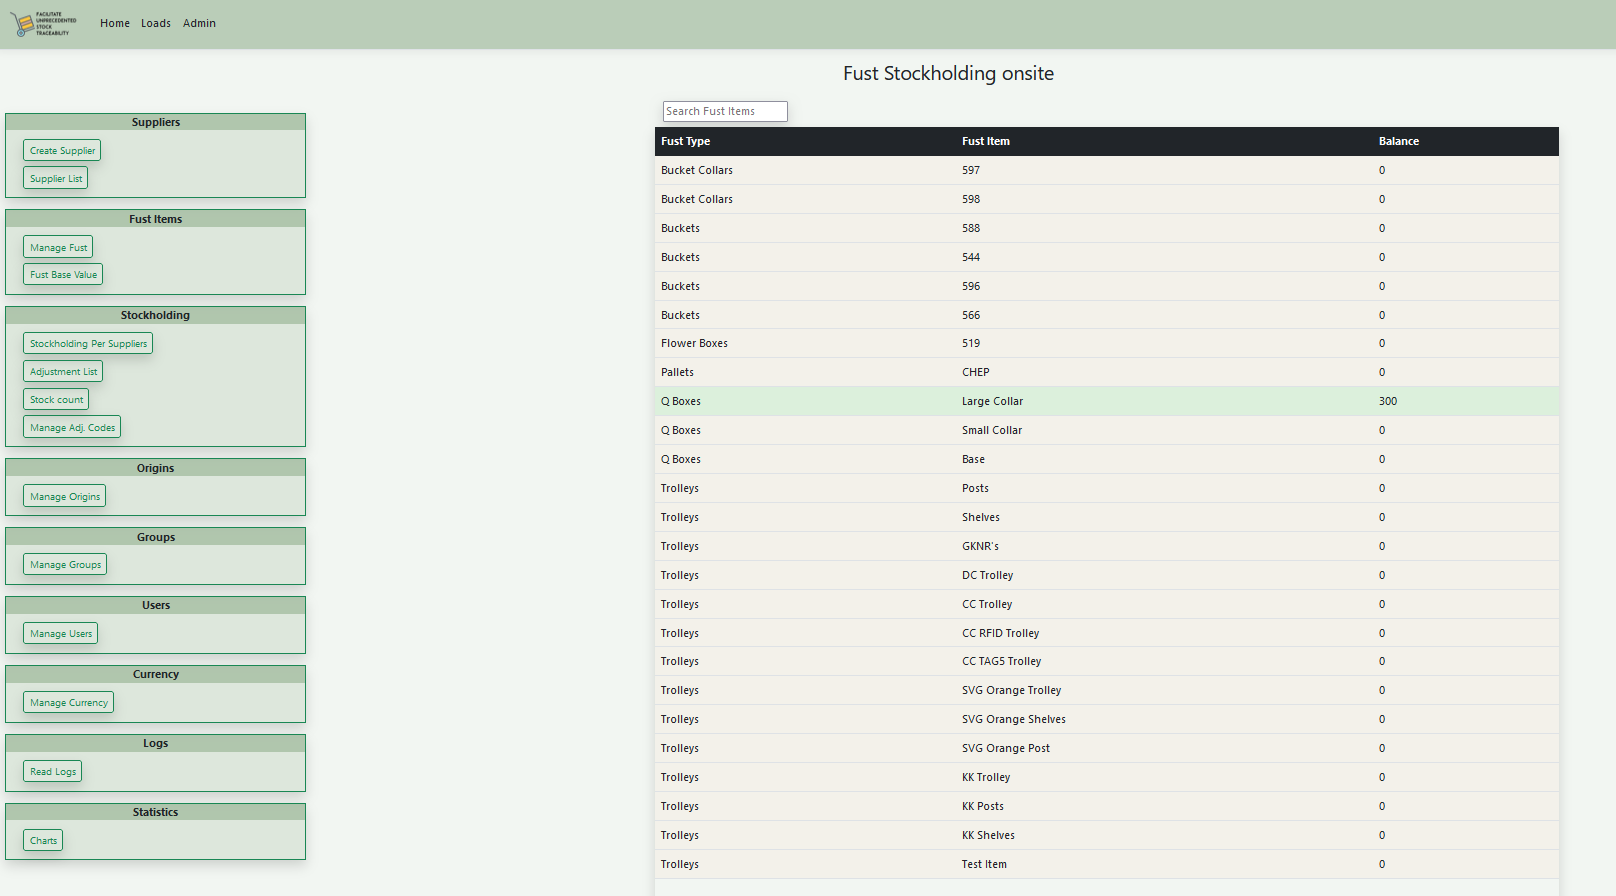 FACILITATE
UNPRECEDENTED
STOCK
TRACEABILITY
Home Loads Admin
Fust Stockholding onsite
Suppliers
Create Supplier
Supplier List
Fust Items
Manage Fust
Fust Base Value
Stockholding
Stockholding Per Suppliers
Adjustment List
Stock count
Manage Adj. Codes
Origins
Manage Origins
Groups
Manage Groups
Users
Manage Users
Currency
Manage Currency
Logs
Read Logs
Statistics
Charts
Search Fust Items
Fust Type Fust Item Balance
Bucket Collars 597 0
Bucket Collars 598 0
Buckets 588 0
Buckets 544 0
Buckets 596 0
Buckets 566 0
Flower Boxes 519 0
Pallets CHEP 0
Q Boxes Large Collar 300
Q Boxes Small Collar 0
Q Boxes Base 0
Trolleys Posts 0
Trolleys Shelves 0
Trolleys GKNR's 0
Trolleys DC Trolley 0
Trolleys CC Trolley 0
Trolleys CC RFID Trolley 0
Trolleys CC TAG5 Trolley 0
Trolleys SVG Orange Trolley 0
Trolleys SVG Orange Shelves 0
Trolleys SVG Orange Post 0
Trolleys KK Trolley 0
Trolleys KK Posts 0
Trolleys KK Shelves 0
Trolleys Test Item 0